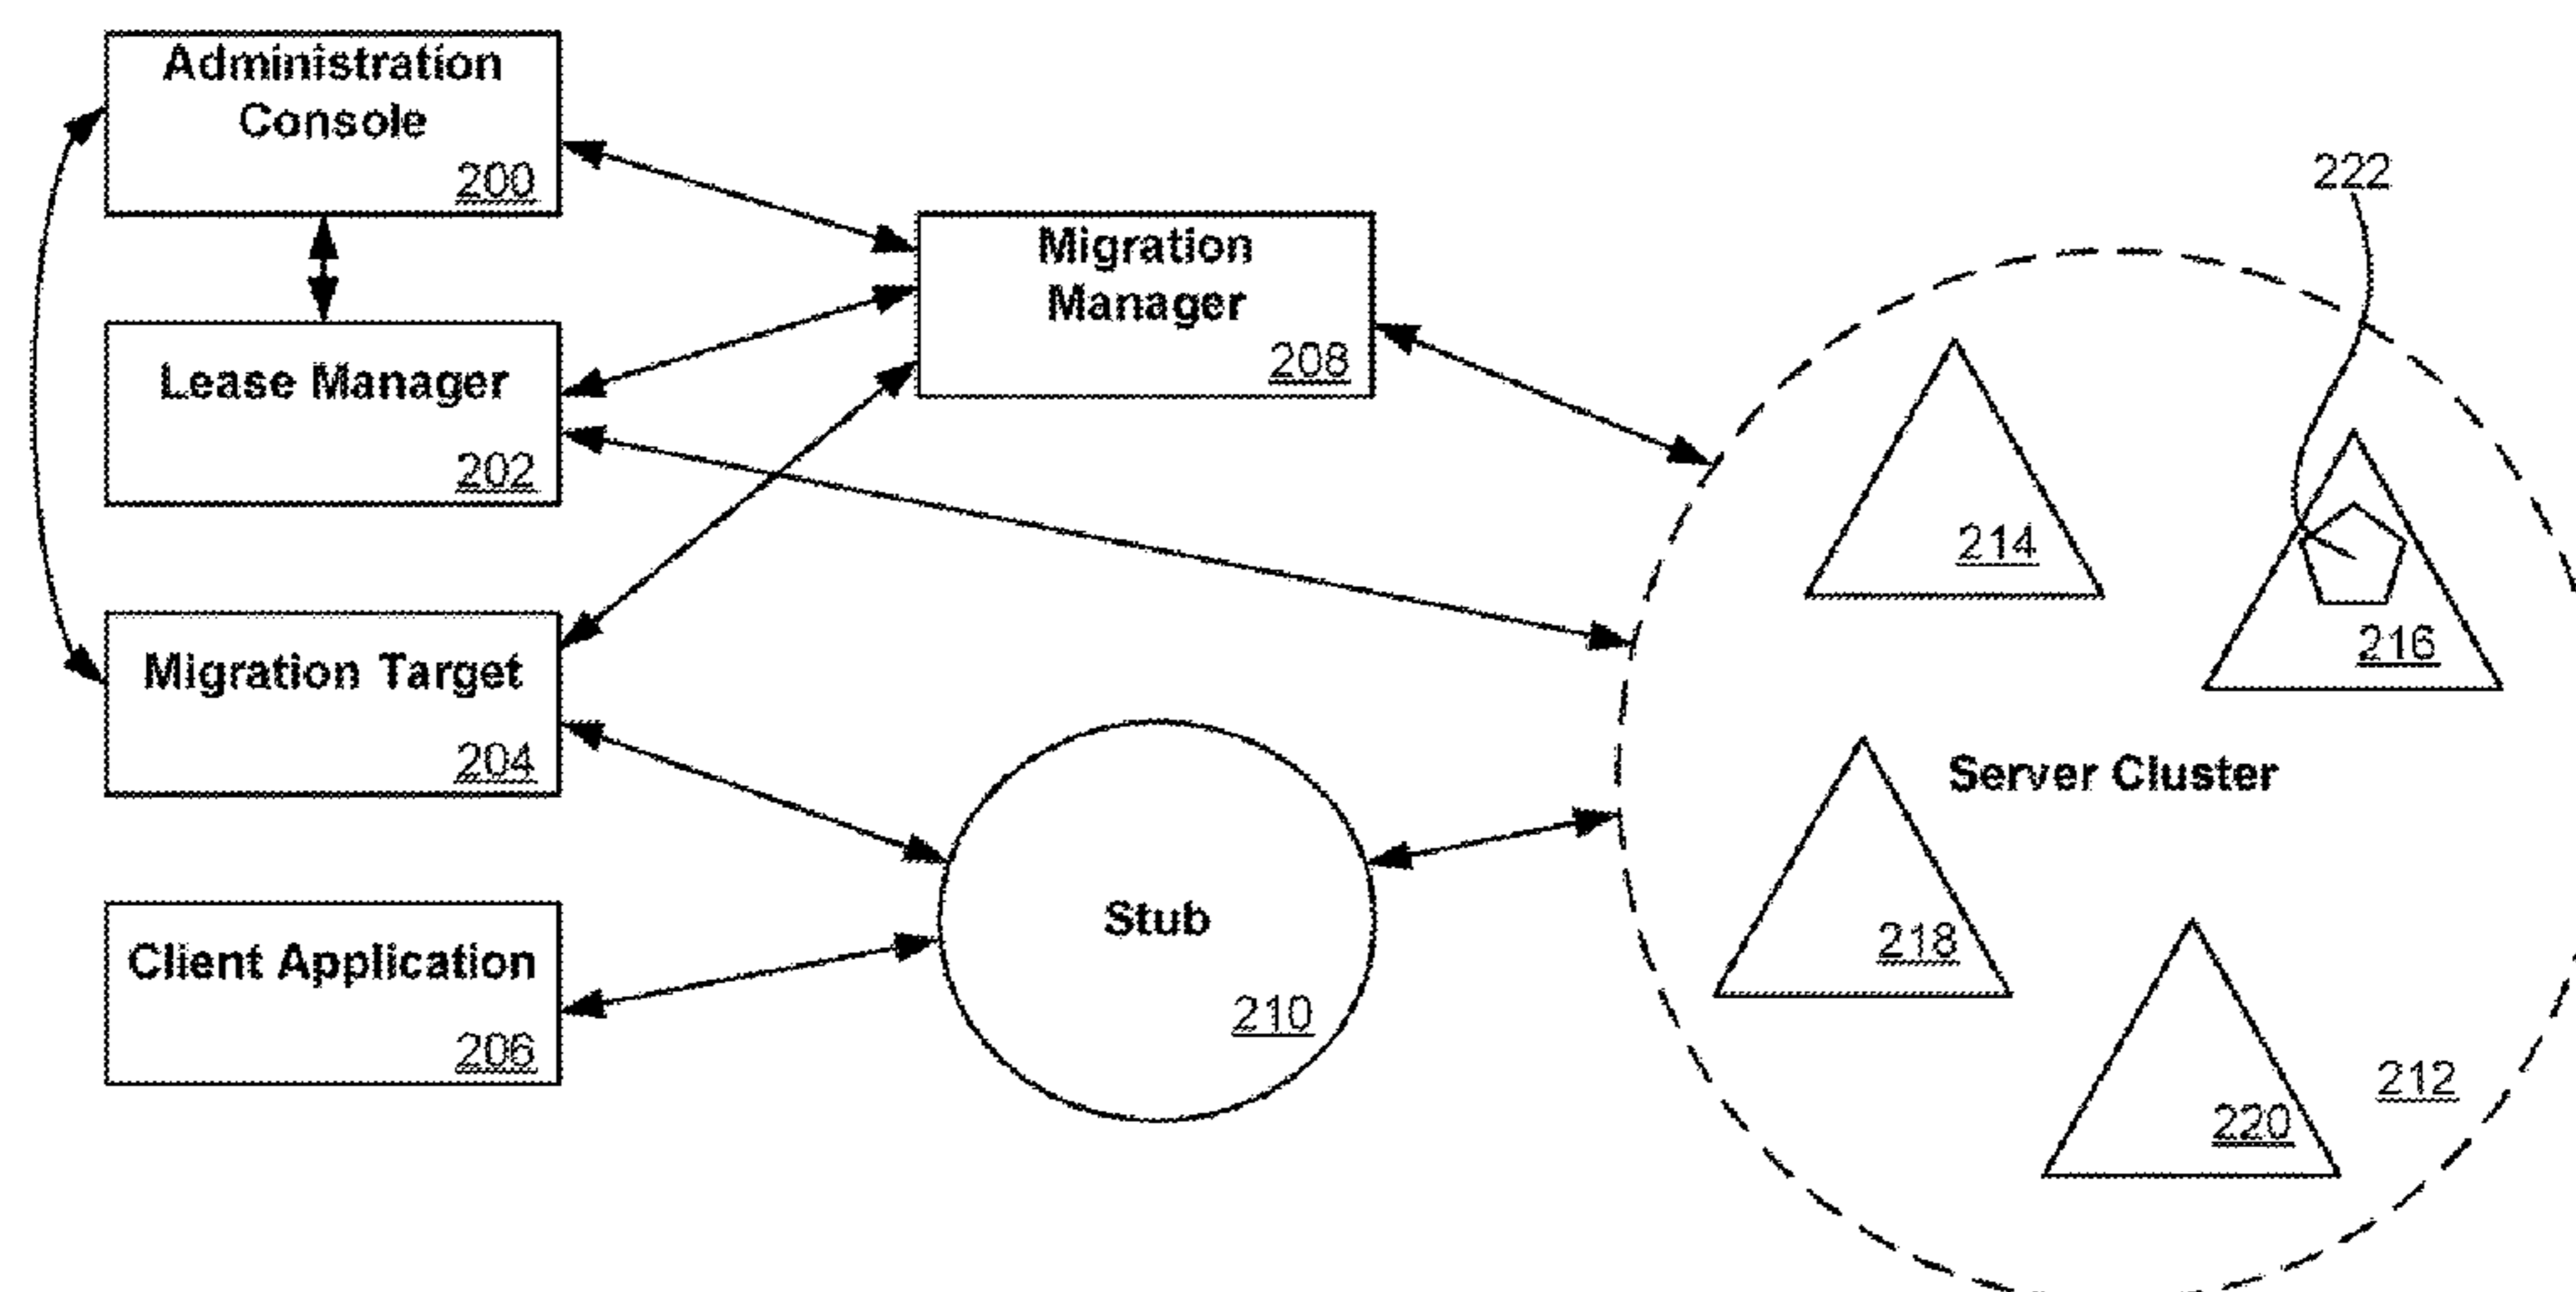 Administration
Console
200
Lease Manager
202
Migration Target
204
Client Application
206
Migration
Manager
208
Stub
210
222
214
216
Server Cluster
218
220
212